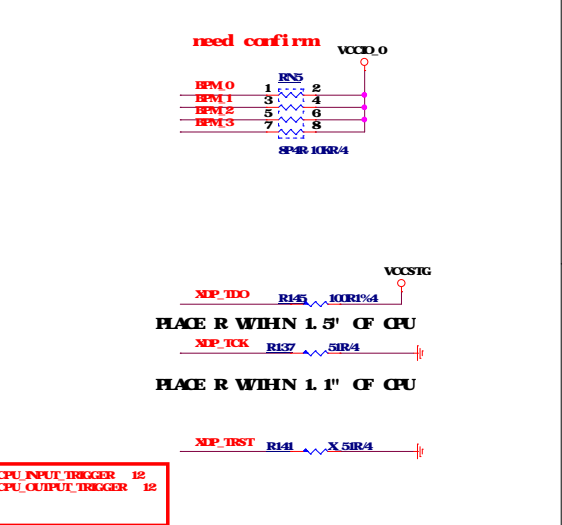 need confirm
VCCIO_0
RN5
BPM_0 1 2
BPM_1 3 4
BPM_2 5 6
BPM_3 7 8
8P4R-10KR/4
VCCSTG
XDP_TDO R145 100R1%4
PLACE R WITHIN 1.5" OF CPU
XDP_TCK R137 51R/4
PLACE R WITHIN 1.1" OF CPU
XDP_TRST R141 X_51R/4
CPU_INPUT_TRIGGER 12
CPU_OUTPUT_TRIGGER 12